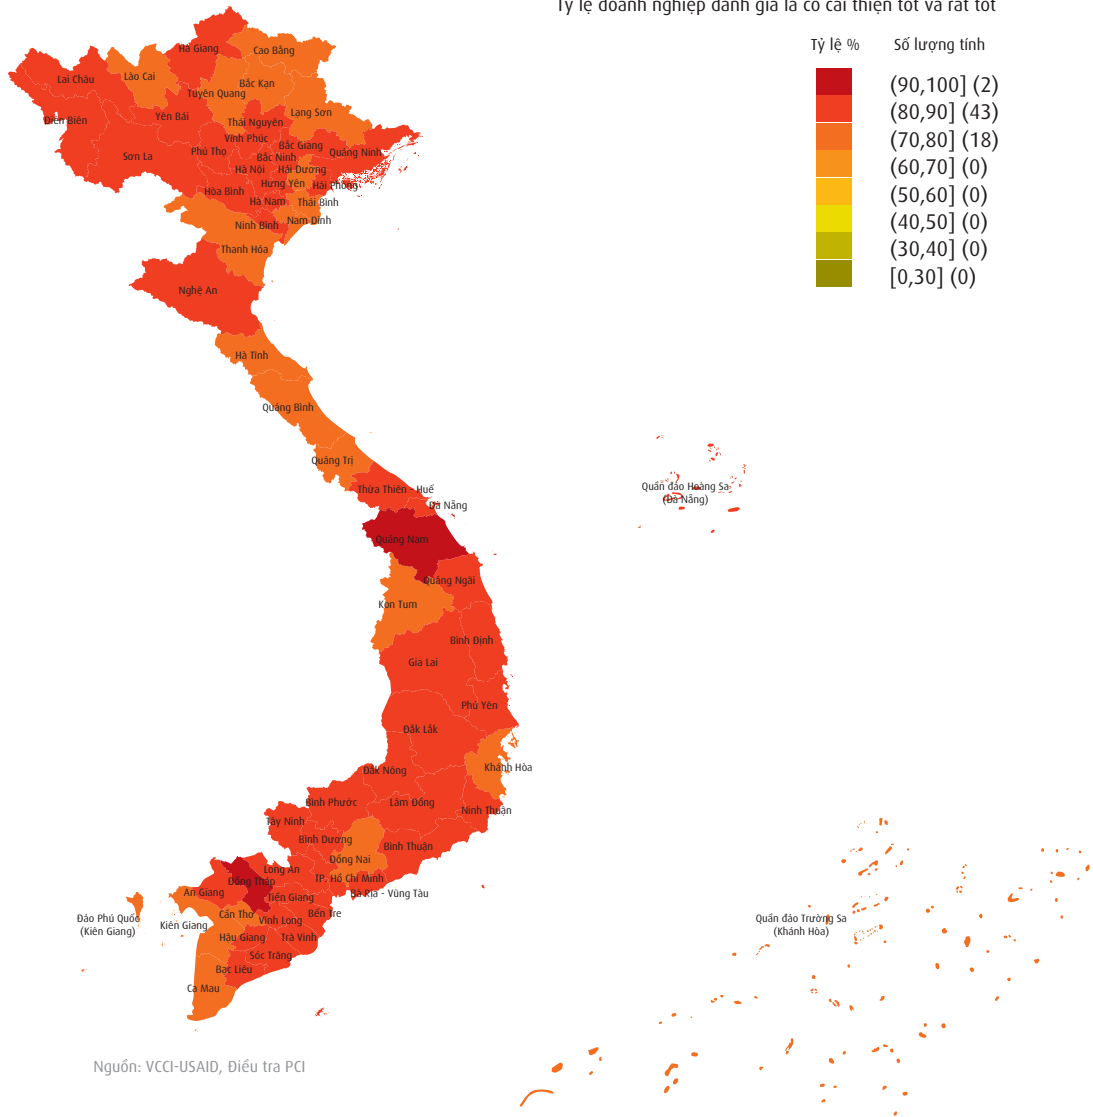 Tỷ lệ doanh nghiệp đánh giá là có cải thiện tốt và rất tốt
Tỷ lệ %
Số lượng tính
(90,100] (2)
(80,90] (43)
(70,80] (18)
(60,70] (0)
(50,60] (0)
(40,50] (0)
(30,40] (0)
[0,30] (0)
Hà Giang
Cao Bằng
Lai Châu
Lào Cai
Bắc Kạn
Tuyên Quang
Lạng Sơn
Điện Biên
Yên Bái
Thái Nguyên
Vĩnh Phúc
Sơn La
Phú Thọ
Bắc Giang
Quảng Ninh
Bắc Ninh
Hà Nội
Hải Dương
Hưng Yên
Hải Phòng
Hòa Bình
Hà Nam
Thái Bình
Ninh Bình
Nam Định
Thanh Hóa
Nghệ An
Hà Tĩnh
Quảng Bình
Quảng Trị
Thừa Thiên - Huế
Đà Nẵng
Quần đảo Hoàng Sa
(Đà Nẵng)
Quảng Nam
Quảng Ngãi
Kon Tum
Bình Định
Gia Lai
Phú Yên
Đắk Lắk
Khánh Hòa
Đắk Nông
Bình Phước
Lâm Đồng
Ninh Thuận
Tây Ninh
Bình Dương
Bình Thuận
Đồng Nai
Long An
TP. Hồ Chí Minh
Đồng Tháp
An Giang
Bà Rịa - Vũng Tàu
Tiền Giang
Đảo Phú Quốc
(Kiên Giang)
Kiên Giang
Cần Thơ
Vĩnh Long
Bến Tre
Hậu Giang
Trà Vinh
Sóc Trăng
Bạc Liêu
Cà Mau
Quần đảo Trường Sa
(Khánh Hòa)
Nguồn: VCCI-USAID, Điều tra PCI